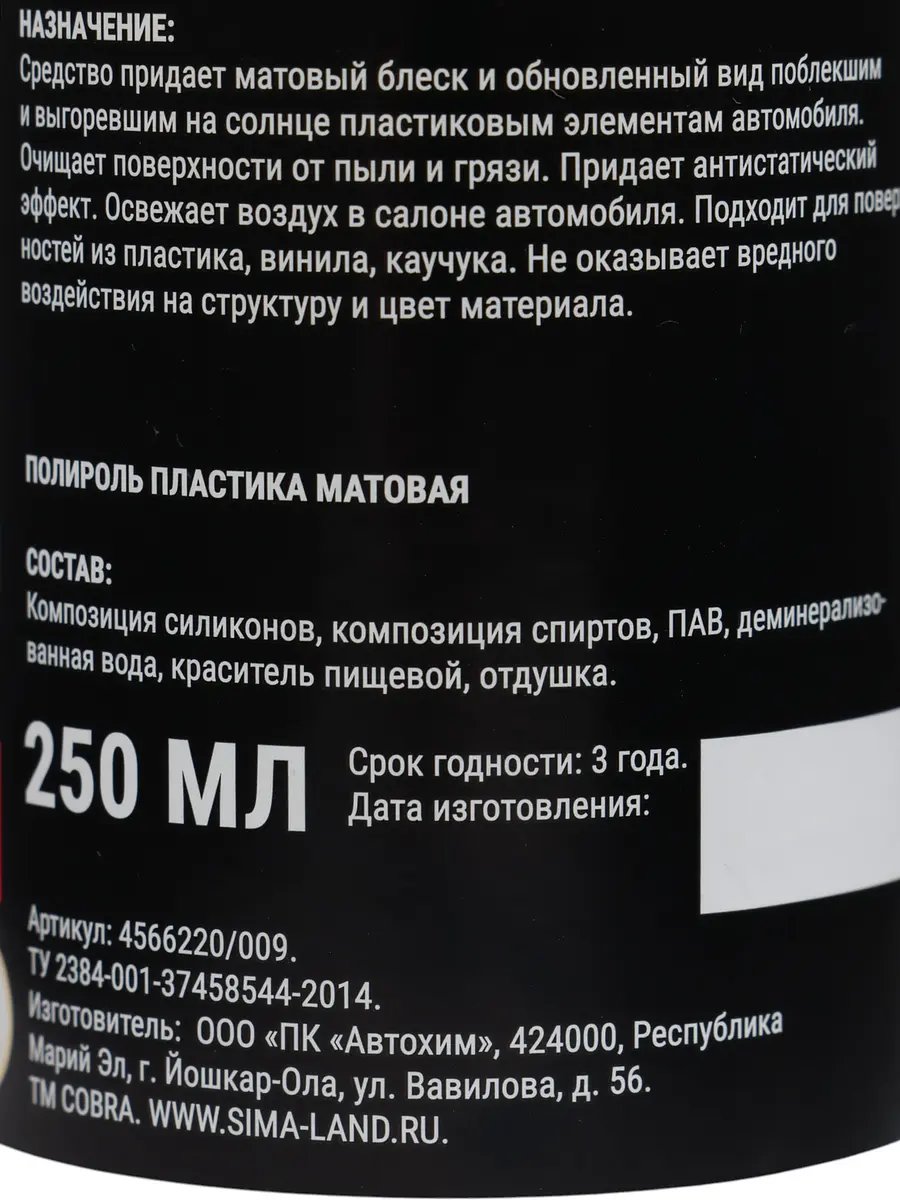 НАЗНАЧЕНИЕ:
Средство придает матовый блеск и обновленный вид поблекшим
и выгоревшим на солнце пластиковым элементам автомобиля.
Очищает поверхности от пыли и грязи. Придает антистатический
эффект. Освежает воздух в салоне автомобиля. Подходит для повер
ностей из пластика, винила, каучука. Не оказывает вредного
воздействия на структуру и цвет материала.
ПОЛИРОЛЬ ПЛАСТИКА МАТОВАЯ
СОСТАВ:
Композиция силиконов, композиция спиртов, ПАВ, деминерализо-
ванная вода, краситель пищевой, отдушка.
250 МЛ
Срок годности: 3 года.
Дата изготовления:
Артикул: 4566220/009.
ТУ 2384-001-37458544-2014.
Изготовитель: ООО «ПК «Автохим», 424000, Республика
Марий Эл, г. Йошкар-Ола, ул. Вавилова, д. 56.
TM COBRA. WWW.SIMA-LAND.RU.